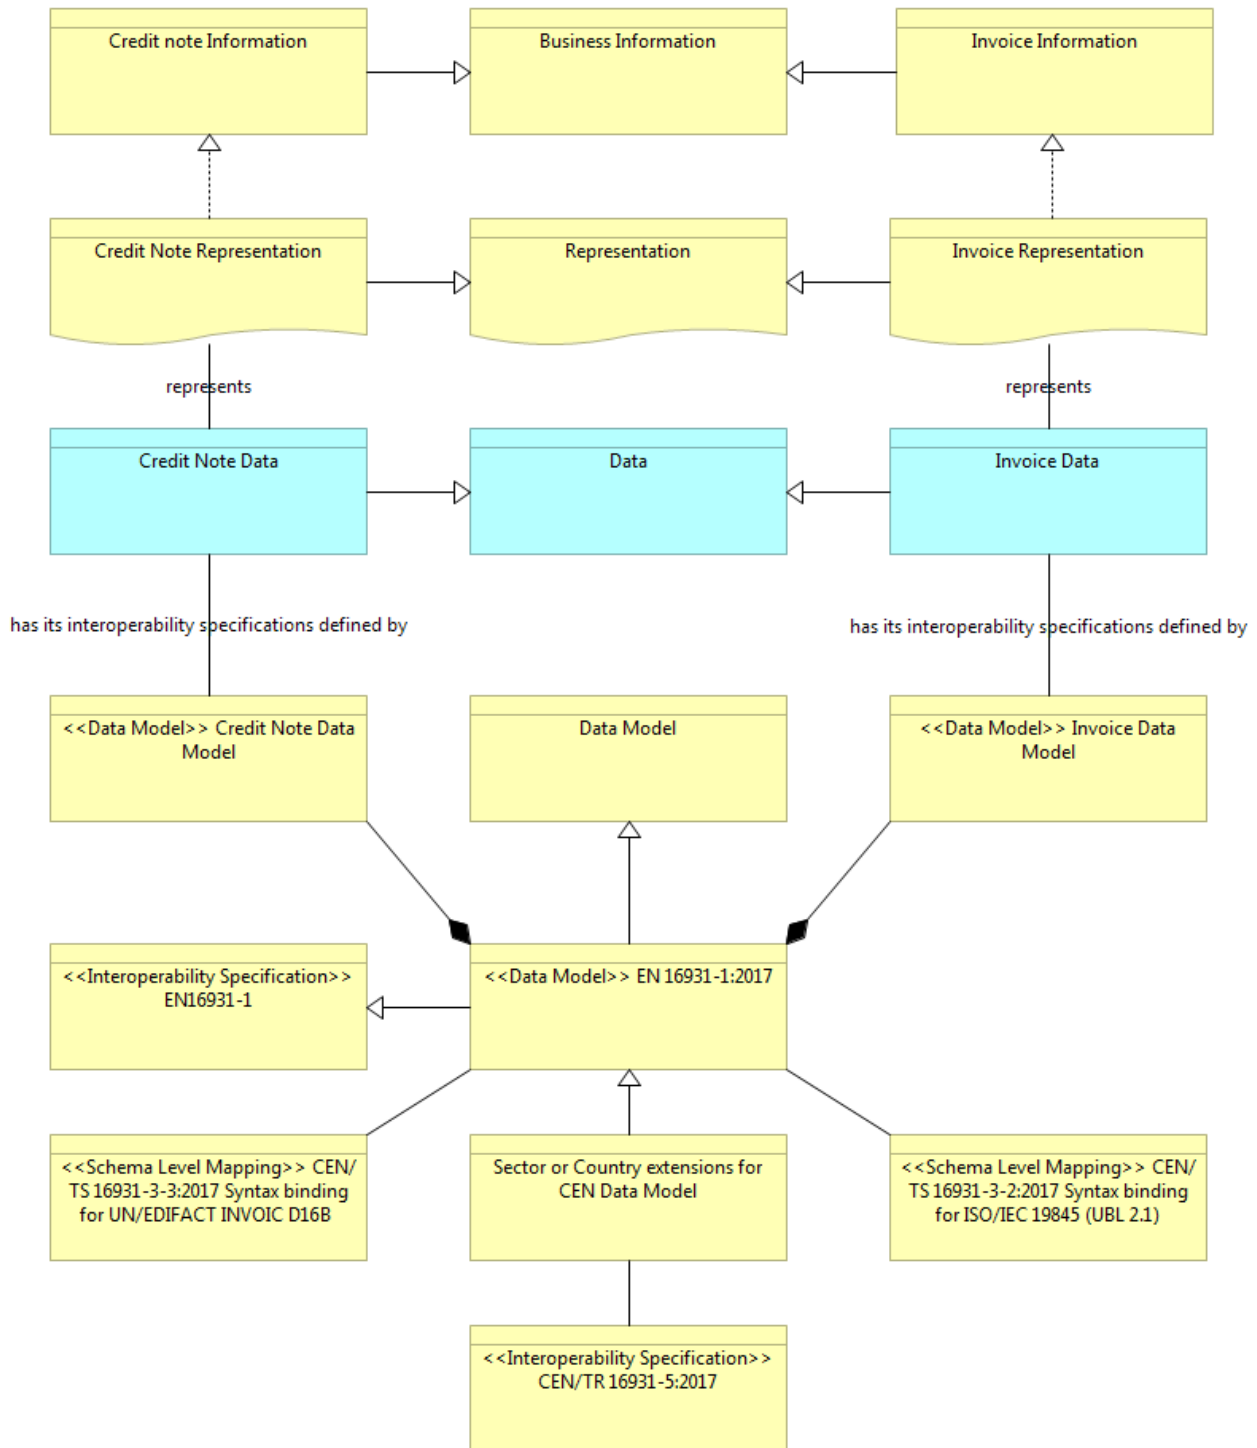 Credit note Information
Business Information
Invoice Information
Credit Note Representation
Representation
Invoice Representation
represents
represents
Credit Note Data
Data
Invoice Data
has its interoperability specifications defined by
has its interoperability specifications defined by
<<Data Model>> Credit Note Data
Model
Data Model
<<Data Model>> Invoice Data
Model
<<Interoperability Specification>>
EN16931-1
<<Data Model>> EN 16931-1:2017
<<Schema Level Mapping>> CEN/
TS 16931-3-3:2017 Syntax binding
for UN/EDIFACT INVOIC D16B
Sector or Country extensions for
CEN Data Model
<<Schema Level Mapping>> CEN/
TS 16931-3-2:2017 Syntax binding
for ISO/IEC 19845 (UBL 2.1)
<<Interoperability Specification>>
CEN/TR 16931-5:2017